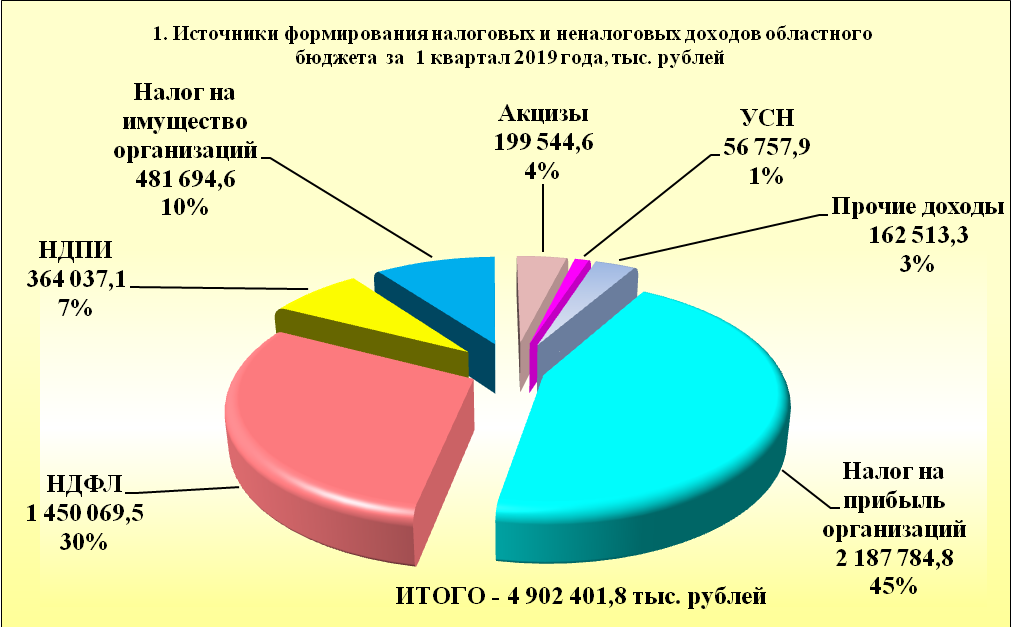 1. Источники формирования налоговых и неналоговых доходов областного
бюджета за 1 квартал 2019 года, тыс. рублей
Налог на
имущество
организаций
481 694,6
10%
Акцизы
199 544,6
4%
УСН
56 757,9
1%
Прочие доходы
162 513,3
3%
НДПИ
364 037,1
7%
НДФЛ
1 450 069,5
30%
Налог на
прибыль
организаций
2 187 784,8
45%
ИТОГО - 4 902 401,8 тыс. рублей